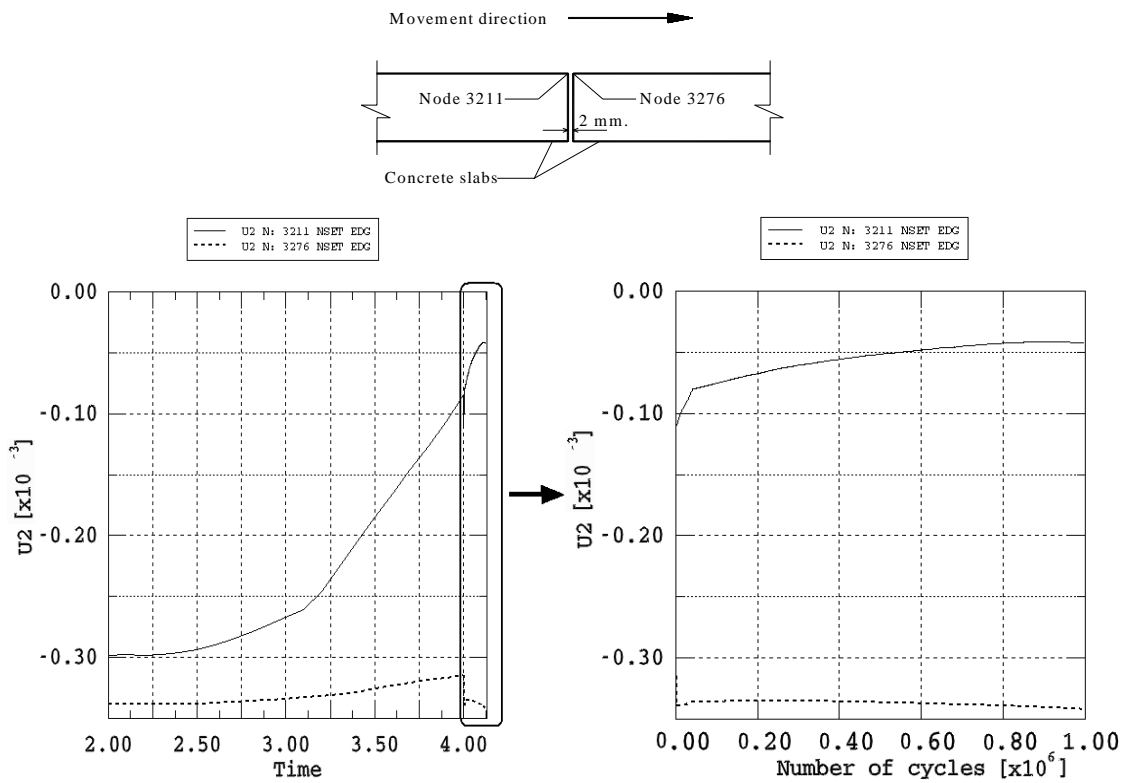 Movement direction
Node 3211
Node 3276
2 mm.
Concrete slabs
U2 N: 3211 NSET EDG
U2 N: 3276 NSET EDG
U2 N: 3211 NSET EDG
U2 N: 3276 NSET EDG
0.00
-0.10
-0.20
-0.30
U2 [x10 -3]
2.00 2.50 3.00 3.50 4.00
Time
0.00
-0.10
-0.20
-0.30
U2 [x10 -3]
0.00 0.20 0.40 0.60 0.80 1.00
Number of cycles [x10^6]